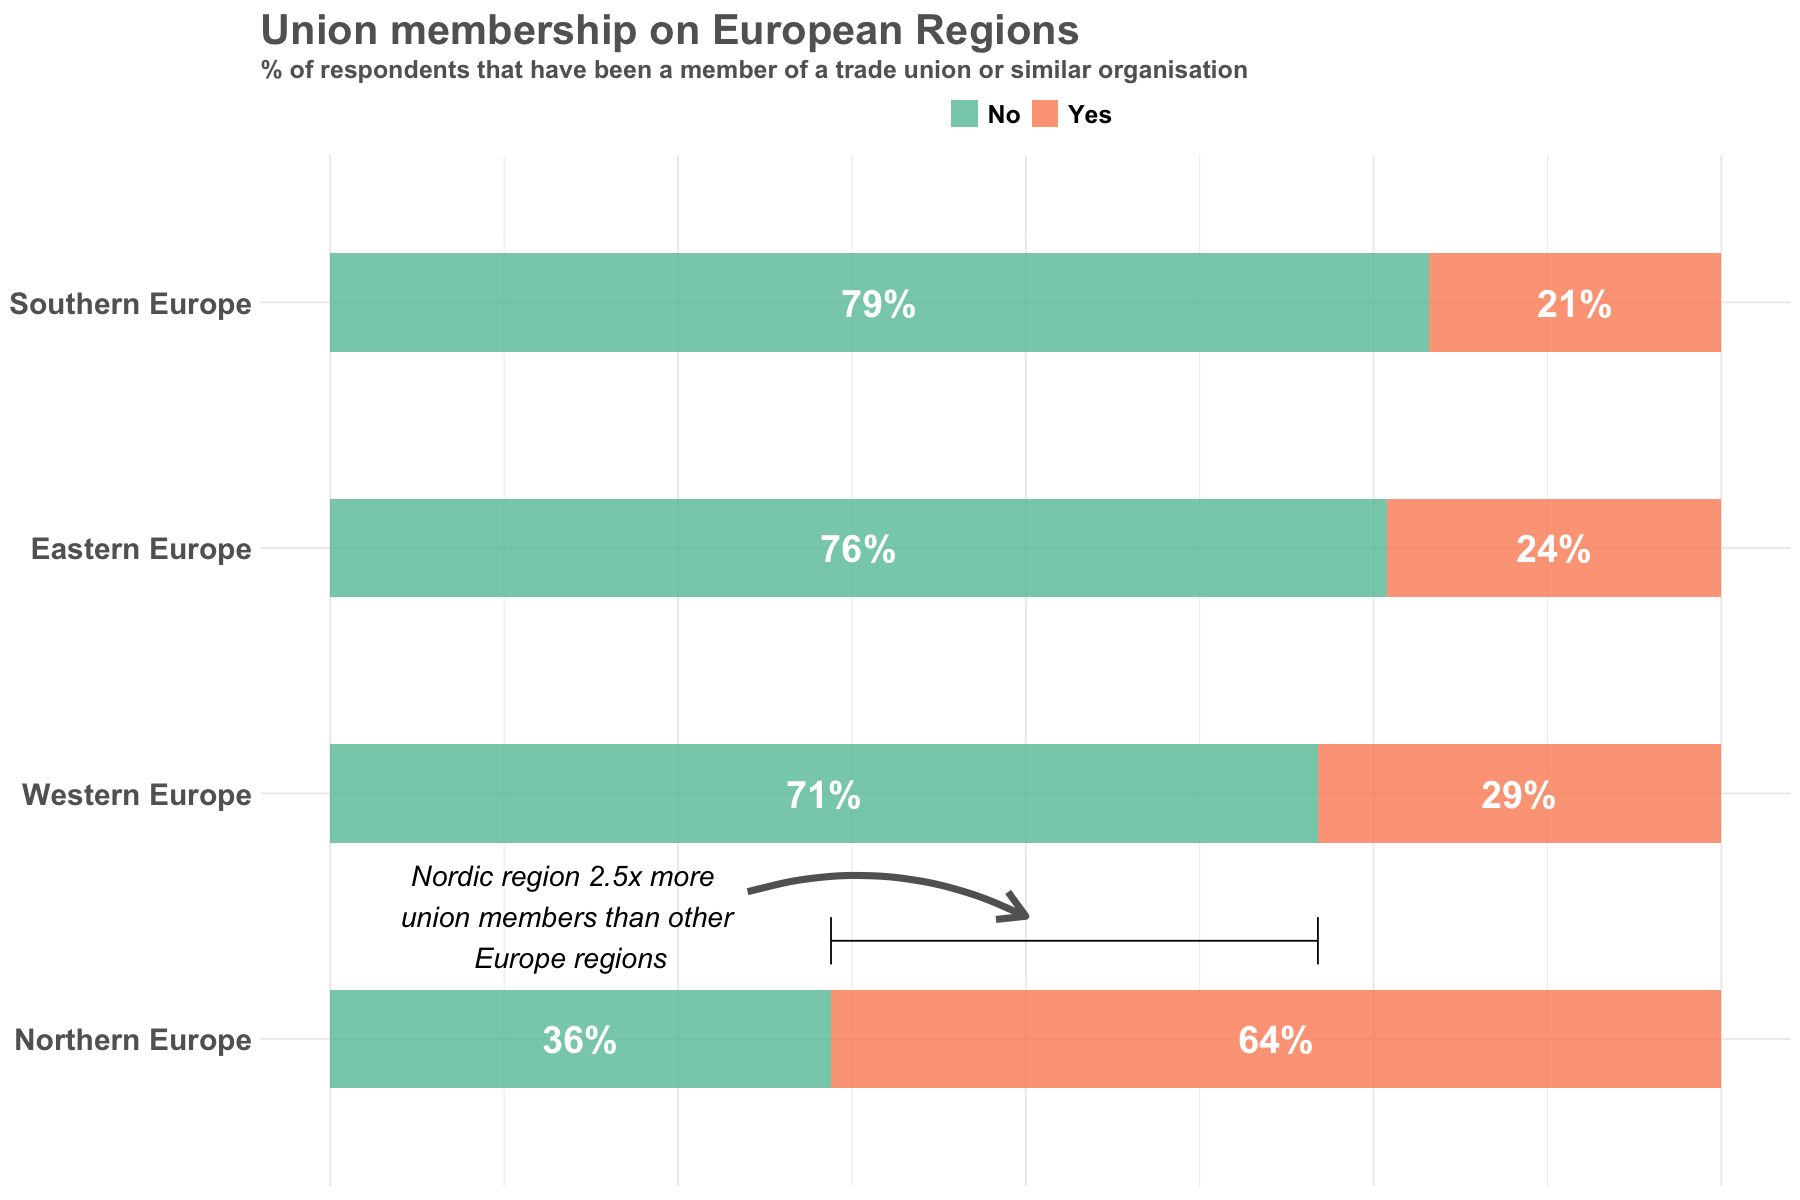 Union membership on European Regions
% of respondents that have been a member of a trade union or similar organisation
No Yes
Southern Europe 79% 21%
Eastern Europe 76% 24%
Western Europe 71% 29%
Nordic region 2.5x more
union members than other
Europe regions
Northern Europe 36% 64%